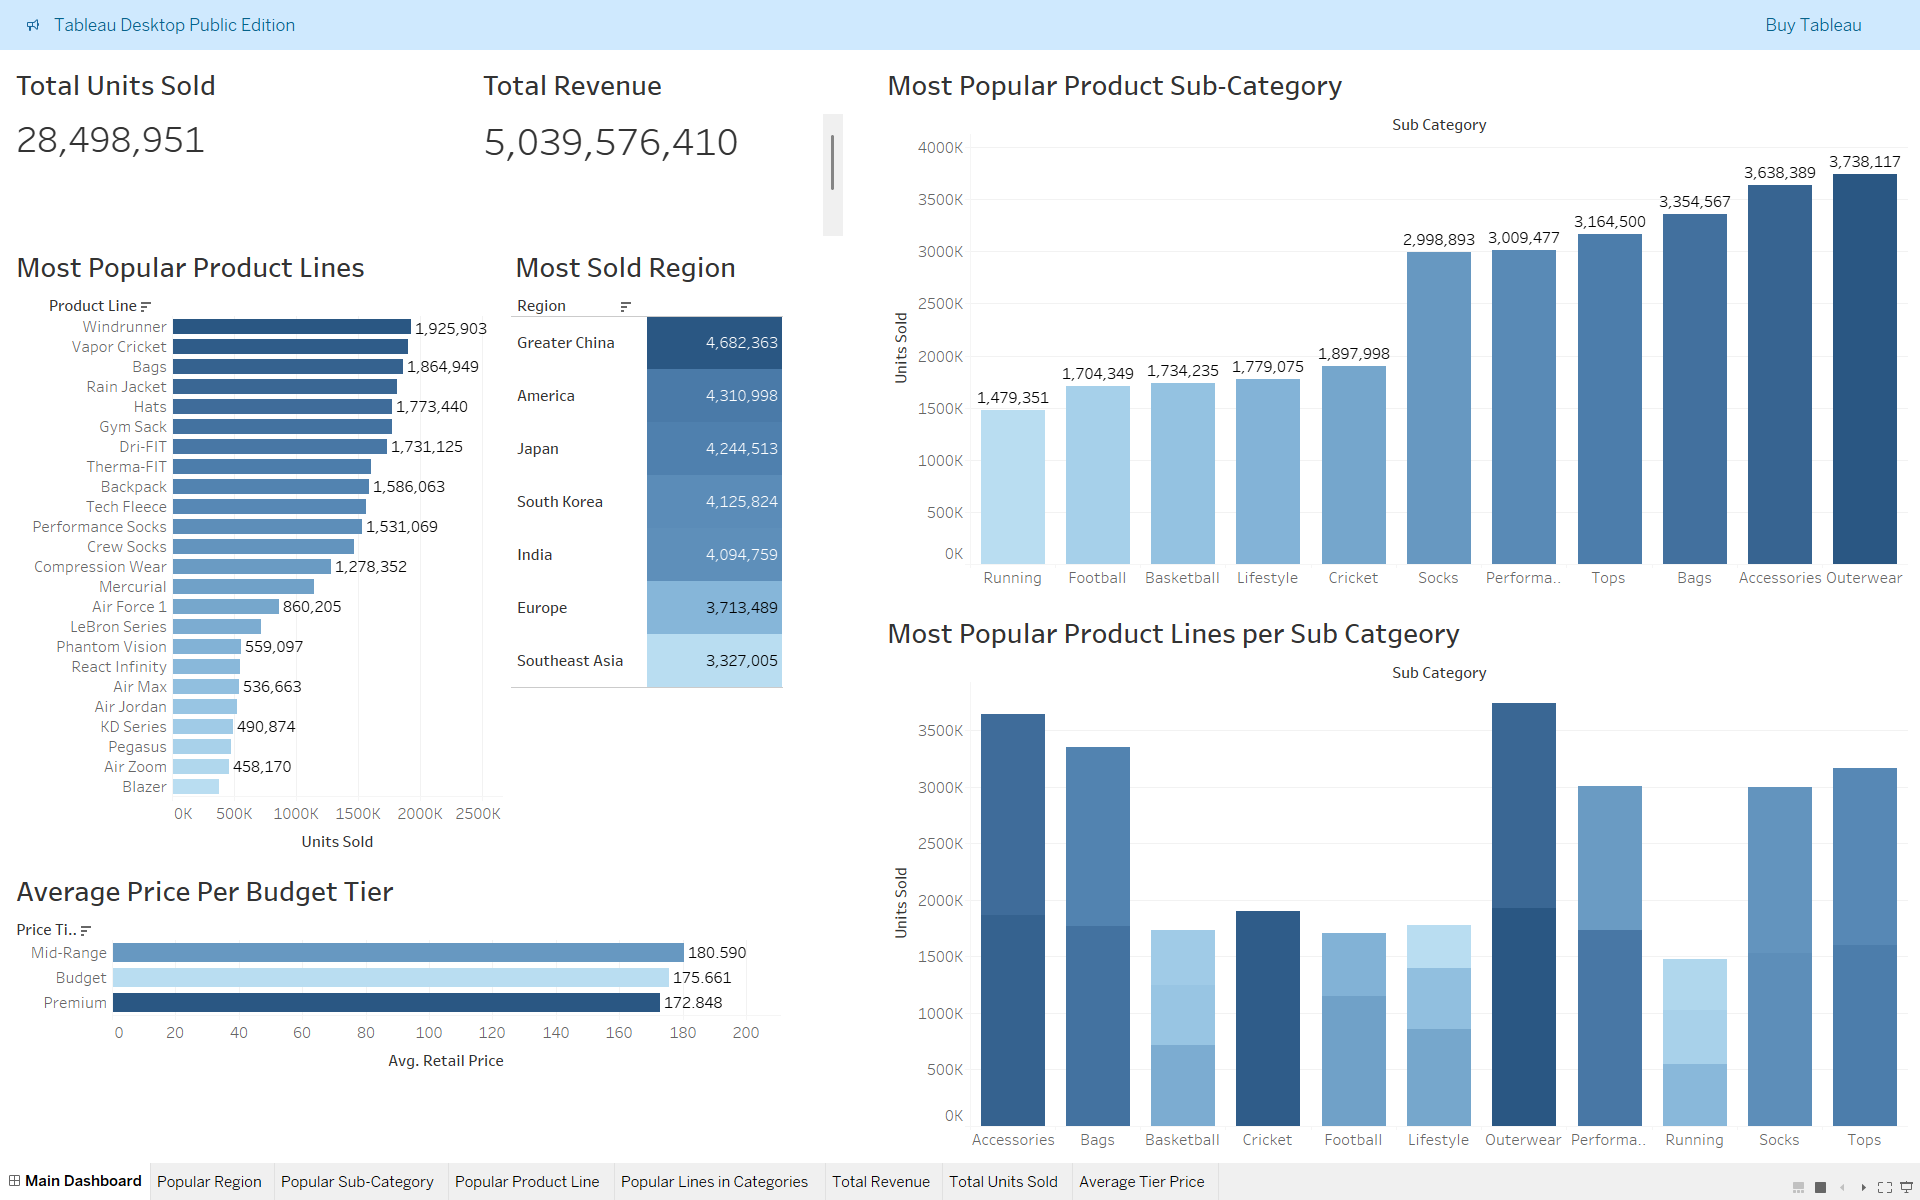 Tableau Desktop Public Edition
Buy Tableau
Total Units Sold
28,498,951
Total Revenue
5,039,576,410
Most Popular Product Lines
Product Line
Windrunner 1,925,903
Vapor Cricket
Bags 1,864,949
Rain Jacket
Hats 1,773,440
Gym Sack
Dri-FIT 1,731,125
Therma-FIT
Backpack 1,586,063
Tech Fleece
Performance Socks 1,531,069
Crew Socks
Compression Wear 1,278,352
Mercurial
Air Force 1 860,205
LeBron Series
Phantom Vision 559,097
React Infinity
Air Max 536,663
Air Jordan
KD Series 490,874
Pegasus
Air Zoom 458,170
Blazer
0K 500K 1000K 1500K 2000K 2500K
Units Sold
Most Sold Region
Region
Greater China 4,682,363
America 4,310,998
Japan 4,244,513
South Korea 4,125,824
India 4,094,759
Europe 3,713,489
Southeast Asia 3,327,005
Average Price Per Budget Tier
Price Ti..
Mid-Range 180.590
Budget 175.661
Premium 172.848
0 20 40 60 80 100 120 140 160 180 200
Avg. Retail Price
Most Popular Product Sub-Category
Sub Category
4000K
3500K
3000K
2500K
2000K
1500K
1000K
500K
0K
Units Sold
1,479,351 1,704,349 1,734,235 1,779,075 1,897,998 2,998,893 3,009,477 3,164,500 3,354,567 3,638,389 3,738,117
Running Football Basketball Lifestyle Cricket Socks Performa.. Tops Bags Accessories Outerwear
Most Popular Product Lines per Sub Catgeory
Sub Category
3500K
3000K
2500K
2000K
1500K
1000K
500K
0K
Units Sold
Accessories Bags Basketball Cricket Football Lifestyle Outerwear Performa.. Running Socks Tops
Main Dashboard Popular Region Popular Sub-Category Popular Product Line Popular Lines in Categories Total Revenue Total Units Sold Average Tier Price